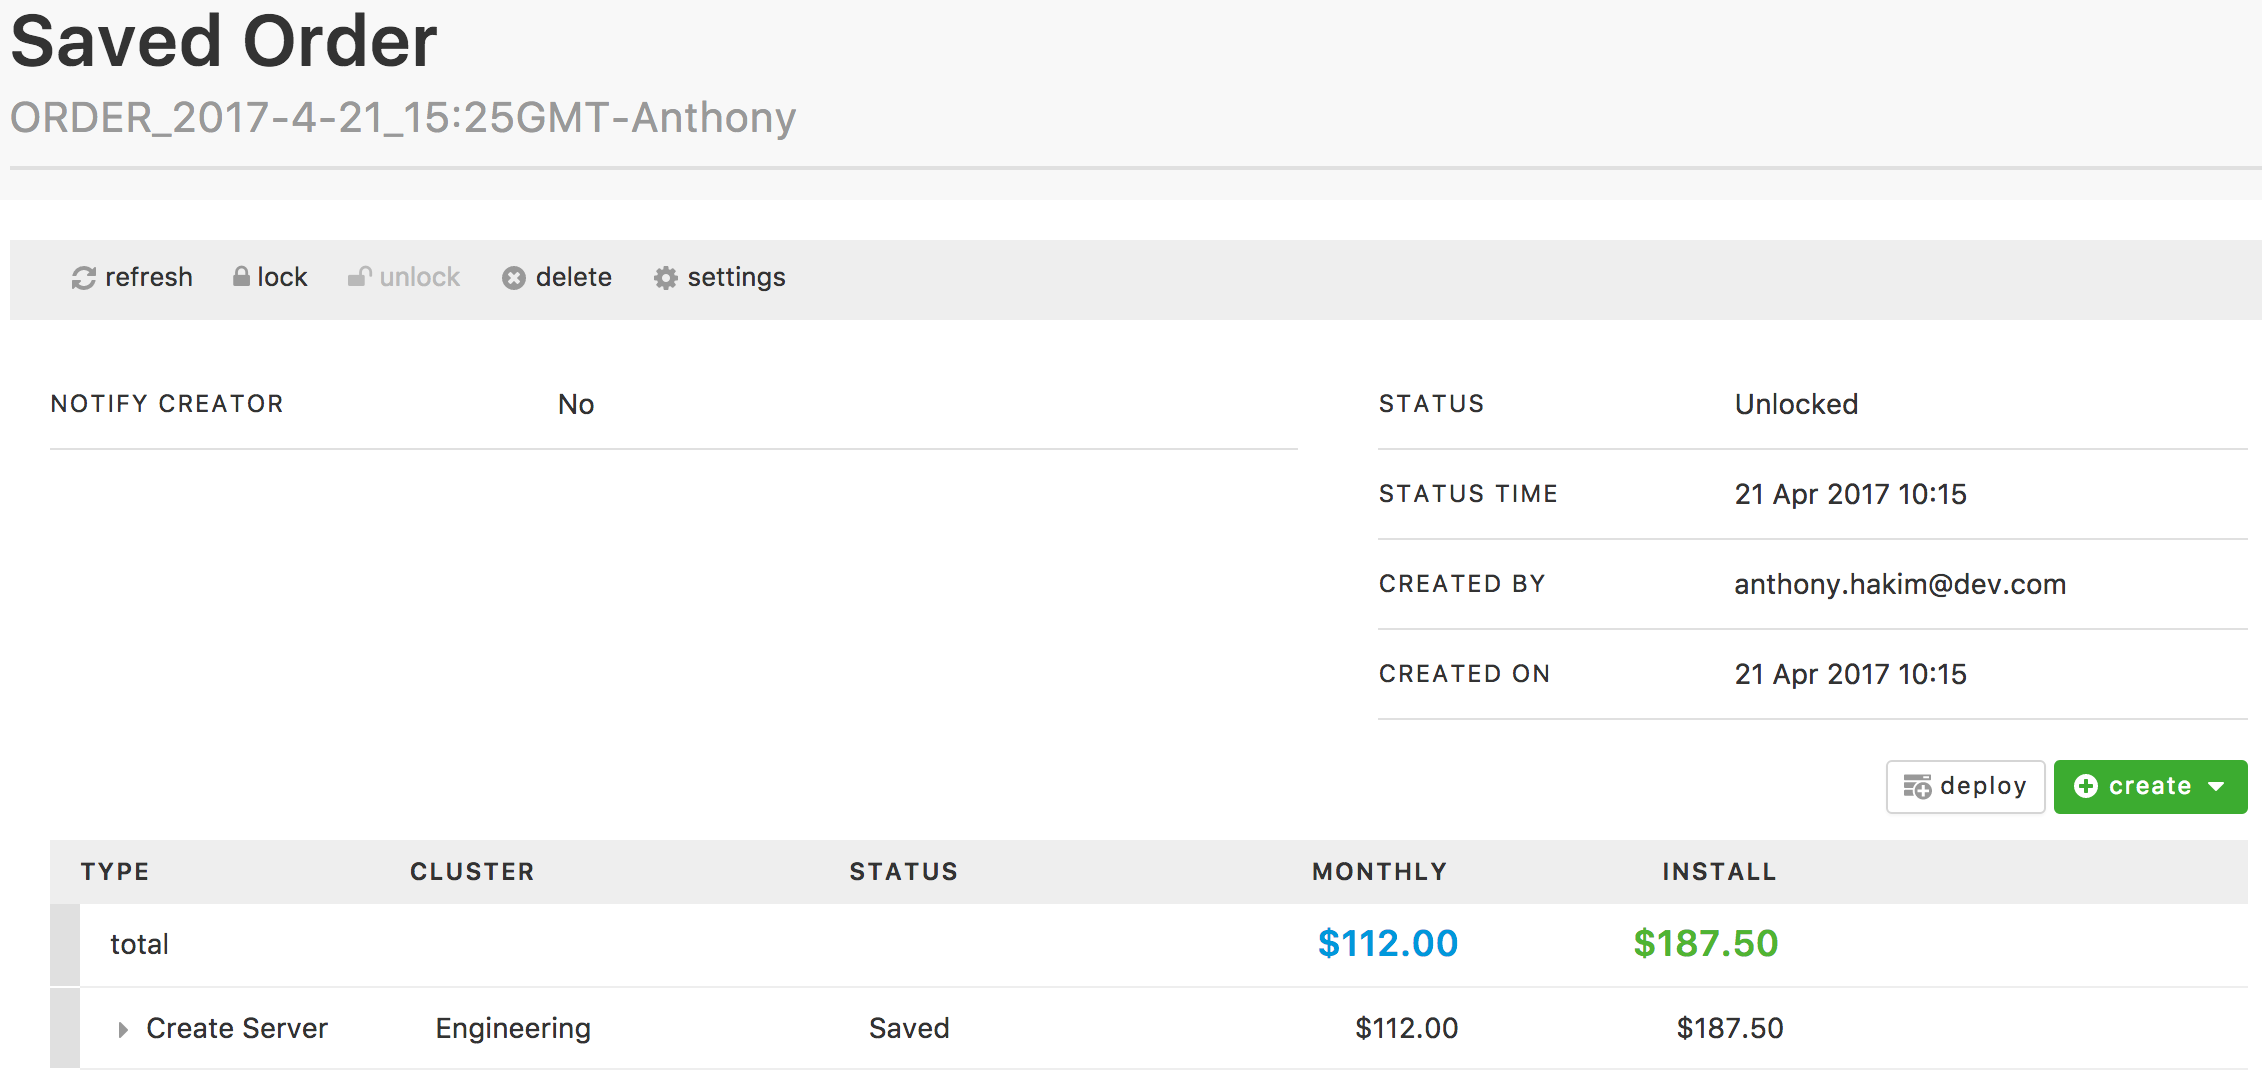 Saved Order
ORDER_2017-4-21_15:25GMT-Anthony
refresh lock unlock delete settings
NOTIFY CREATOR No
STATUS Unlocked
STATUS TIME 21 Apr 2017 10:15
CREATED BY anthony.hakim@dev.com
CREATED ON 21 Apr 2017 10:15
deploy create
TYPE CLUSTER STATUS MONTHLY INSTALL
total $112.00 $187.50
Create Server Engineering Saved $112.00 $187.50